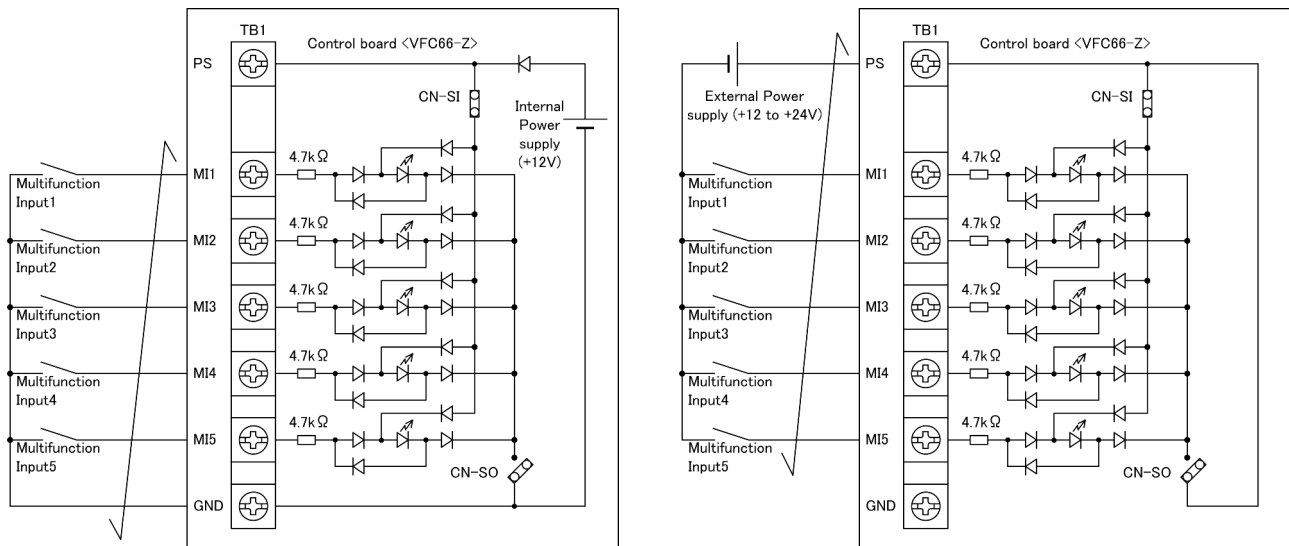 TB1
Control board <VFC66-Z>
PS
CN-SI
Internal
Power
supply
(+12V)
4.7kΩ
MI1
Multifunction
Input1
4.7kΩ
MI2
Multifunction
Input2
4.7kΩ
MI3
Multifunction
Input3
4.7kΩ
MI4
Multifunction
Input4
4.7kΩ
MI5
Multifunction
Input5
CN-SO
GND
TB1
Control board <VFC66-Z>
PS
CN-SI
External Power
supply (+12 to +24V)
4.7kΩ
MI1
Multifunction
Input1
4.7kΩ
MI2
Multifunction
Input2
4.7kΩ
MI3
Multifunction
Input3
4.7kΩ
MI4
Multifunction
Input4
4.7kΩ
MI5
Multifunction
Input5
CN-SO
GND